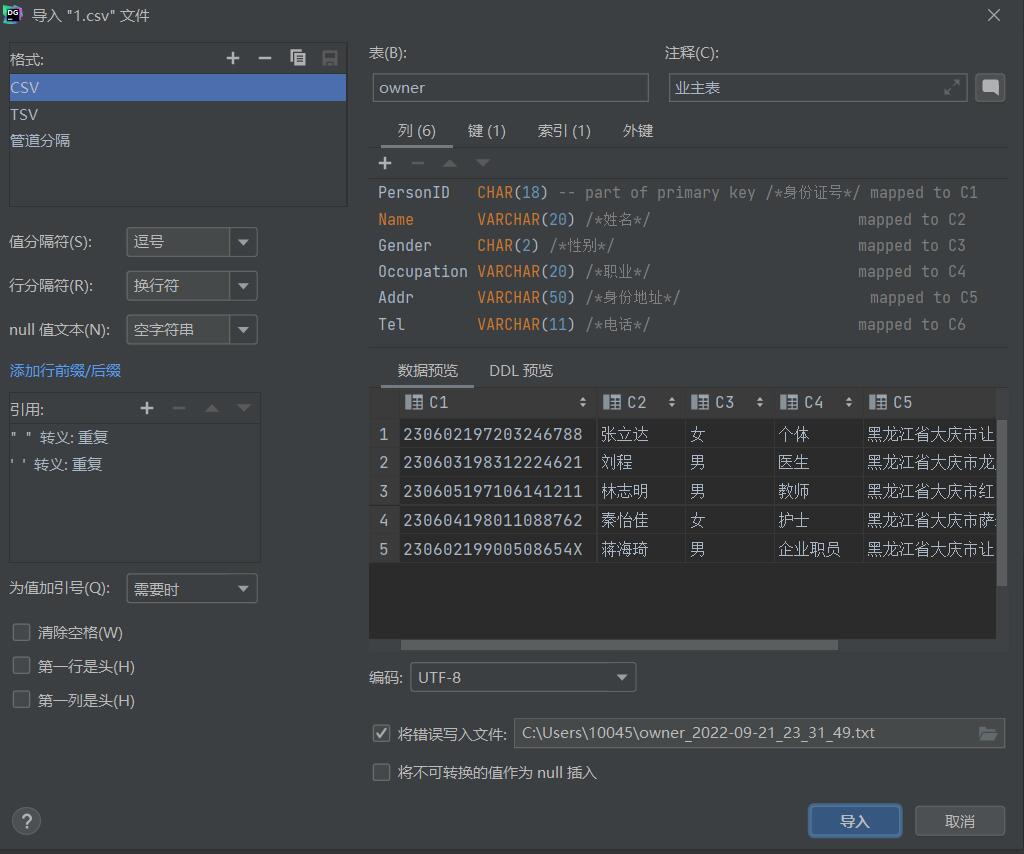 DG 导入 "1.csv" 文件
格式:
CSV
TSV
管道分隔
值分隔符(S): 逗号
行分隔符(R): 换行符
null 值文本(N): 空字符串
添加行前缀/后缀
引用:
" " 转义: 重复
' ' 转义: 重复
为值加引号(Q): 需要时
清除空格(W)
第一行是头(H)
第一列是头(H)
表(B): 注释(C):
owner 业主表
列 (6) 键 (1) 索引 (1) 外键
PersonID CHAR(18) -- part of primary key /*身份证号*/ mapped to C1
Name VARCHAR(20) /*姓名*/ mapped to C2
Gender CHAR(2) /*性别*/ mapped to C3
Occupation VARCHAR(20) /*职业*/ mapped to C4
Addr VARCHAR(50) /*身份地址*/ mapped to C5
Tel VARCHAR(11) /*电话*/ mapped to C6
数据预览 DDL 预览
C1 C2 C3 C4 C5
1 230602197203246788 张立达 女 个体 黑龙江省大庆市让
2 230603198312224621 刘程 男 医生 黑龙江省大庆市龙
3 230605197106141211 林志明 男 教师 黑龙江省大庆市红
4 230604198011088762 秦怡佳 女 护士 黑龙江省大庆市萨
5 23060219900508654X 蒋海琦 男 企业职员 黑龙江省大庆市让
编码: UTF-8
将错误写入文件: C:\Users\10045\owner_2022-09-21_23_31_49.txt
将不可转换的值作为 null 插入
? 导入 取消